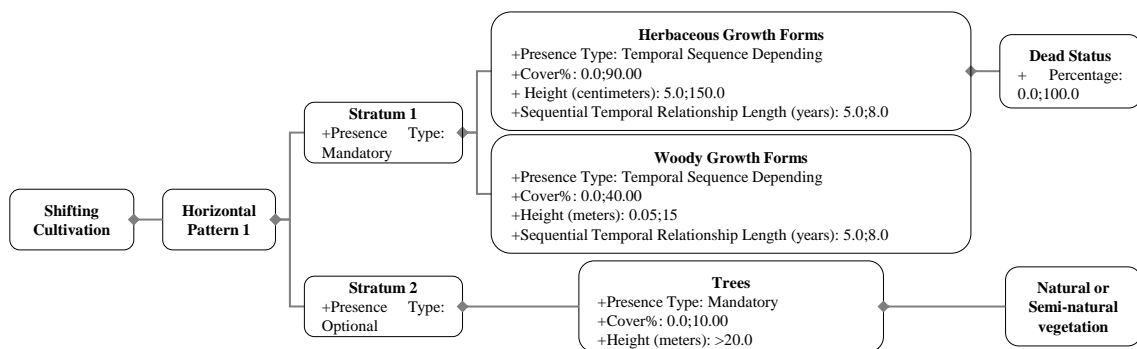 Shifting
Cultivation
Horizontal
Pattern 1
Stratum 1
+Presence Type:
Mandatory
Herbaceous Growth Forms
+Presence Type: Temporal Sequence Depending
+Cover%: 0.0;90.00
+ Height (centimeters): 5.0;150.0
+Sequential Temporal Relationship Length (years): 5.0;8.0
Dead Status
+ Percentage:
0.0;100.0
Woody Growth Forms
+Presence Type: Temporal Sequence Depending
+Cover%: 0.0;40.00
+Height (meters): 0.05;15
+Sequential Temporal Relationship Length (years): 5.0;8.0
Stratum 2
+Presence Type:
Optional
Trees
+Presence Type: Mandatory
+Cover%: 0.0;10.00
+Height (meters): >20.0
Natural or
Semi-natural
vegetation